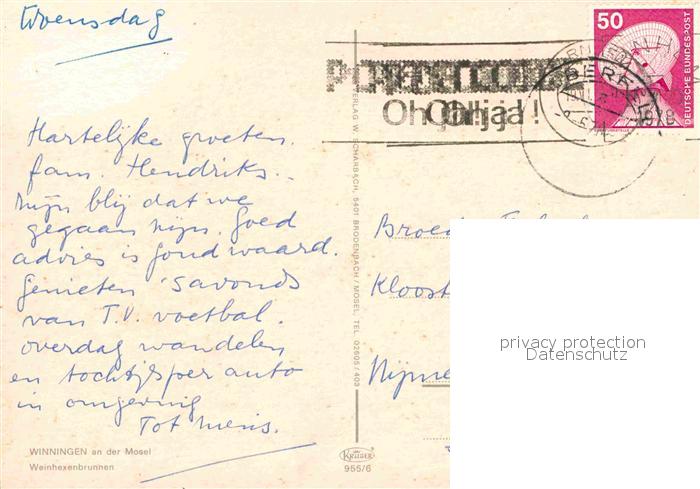 Woensdag
50
DEUTSCHE BUNDESPOST
Oh ja!
Hartelijke groeten.
fam. Hendriks..
zijn blij dat we
gegaan zijn. Goed
advies is goud waard.
Genieten 's avonds
van T.V. voetbal.
overdag wandelen
en tochtjes per auto
in omgeving
Tot ziens.
Kloost
Nijme
VERLAG W. SCHARBACH, 5401 BRODENBACH / MOSEL, TEL. 02605/403
privacy protection
Datenschutz
WINNINGEN an der Mosel
Weinhexenbrunnen
KRÜGER
955/6